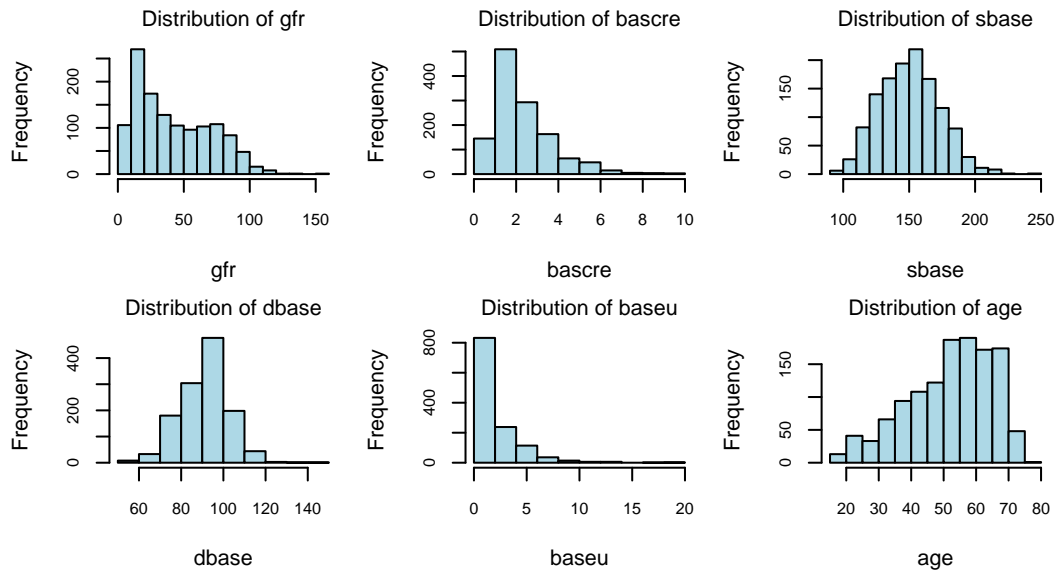 Distribution of gfr
Frequency
0 100 200
0 50 100 150
gfr
Distribution of bascre
Frequency
0 200 400
0 2 4 6 8 10
bascre
Distribution of sbase
Frequency
0 50 150
100 150 200 250
sbase
Distribution of dbase
Frequency
0 200 400
60 80 100 120 140
dbase
Distribution of baseu
Frequency
0 400 800
0 5 10 15 20
baseu
Distribution of age
Frequency
0 50 150
20 30 40 50 60 70 80
age